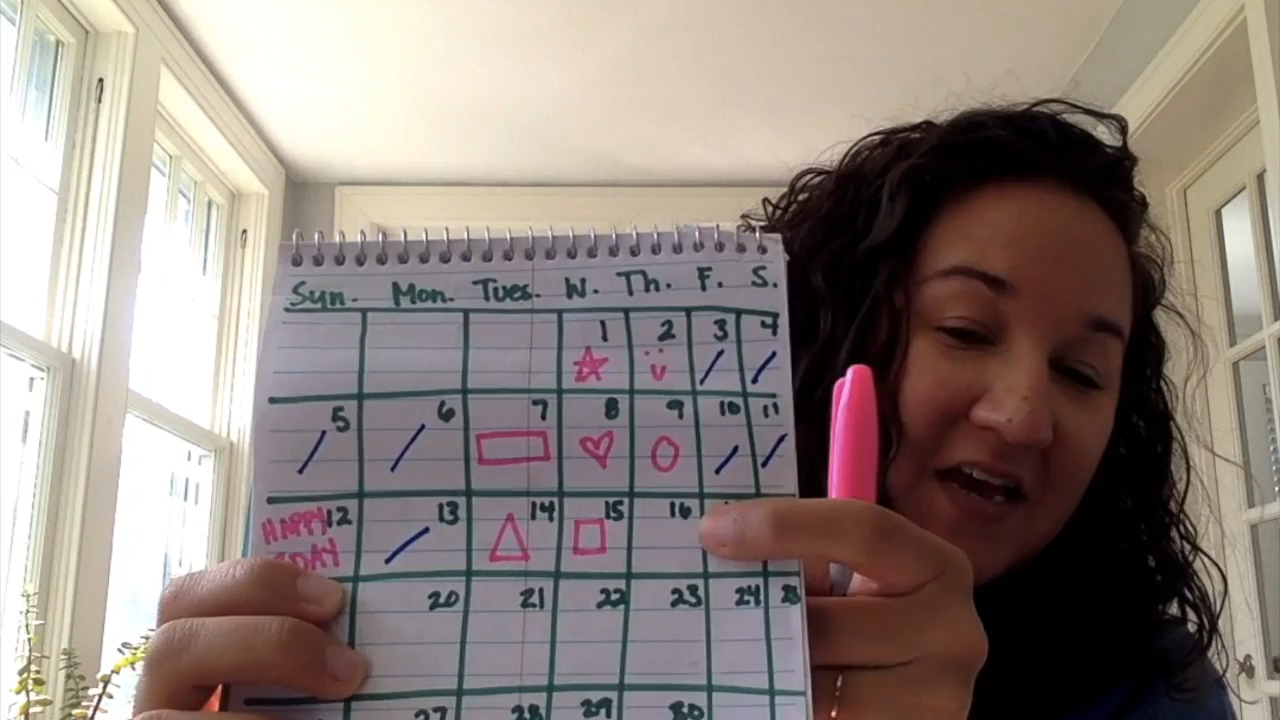 Sun. Mon. Tues. W. Th. F. S.
1 2 3 4
5 6 7 8 9 10 11
HAPPY 12 13 14 15 16
DAY
20 21 22 23 24 25
27 28 29 30